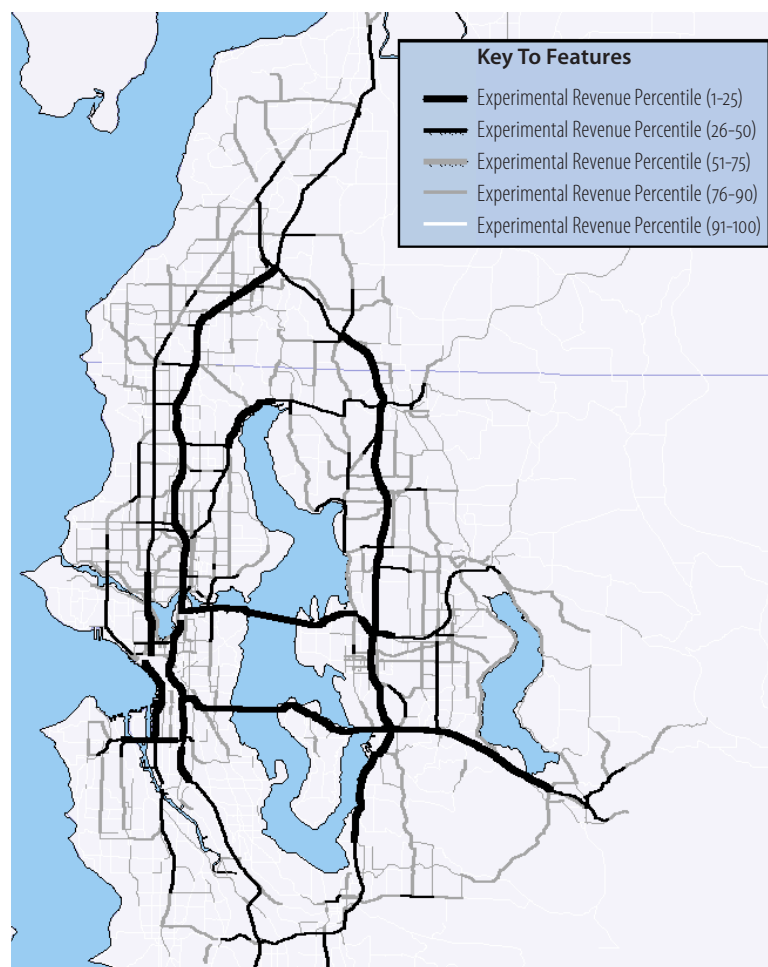 Key To Features
Experimental Revenue Percentile (1-25)
Experimental Revenue Percentile (26-50)
Experimental Revenue Percentile (51-75)
Experimental Revenue Percentile (76-90)
Experimental Revenue Percentile (91-100)